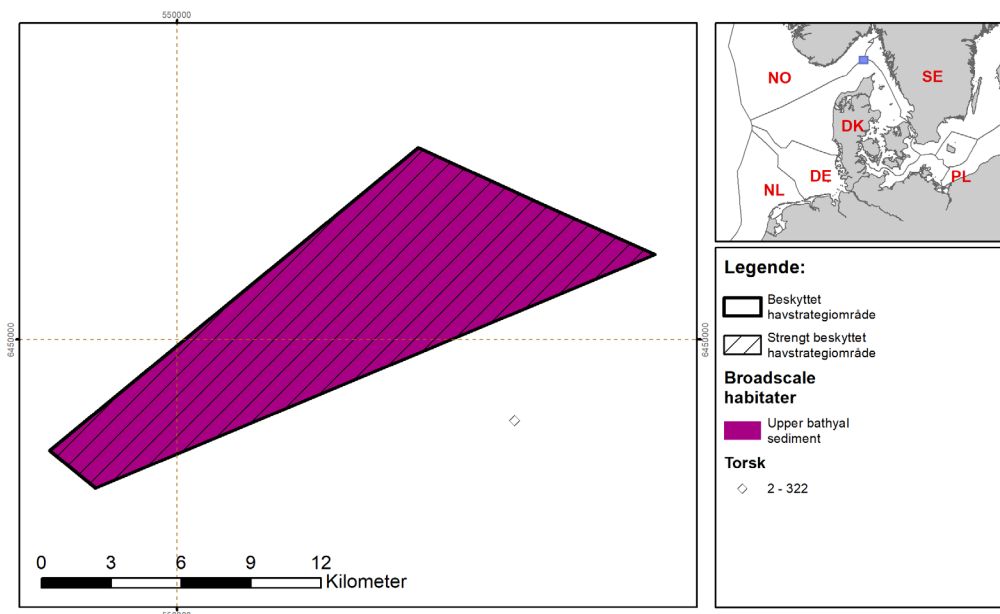 550000
6450000
6450000
0 3 6 9 12
Kilometer
550000
NO
SE
DK
DE
NL
PL
Legende:
Beskyttet
havstrategiområde
Strengt beskyttet
havstrategiområde
Broadscale
habitater
Upper bathyal
sediment
Torsk
2 - 322